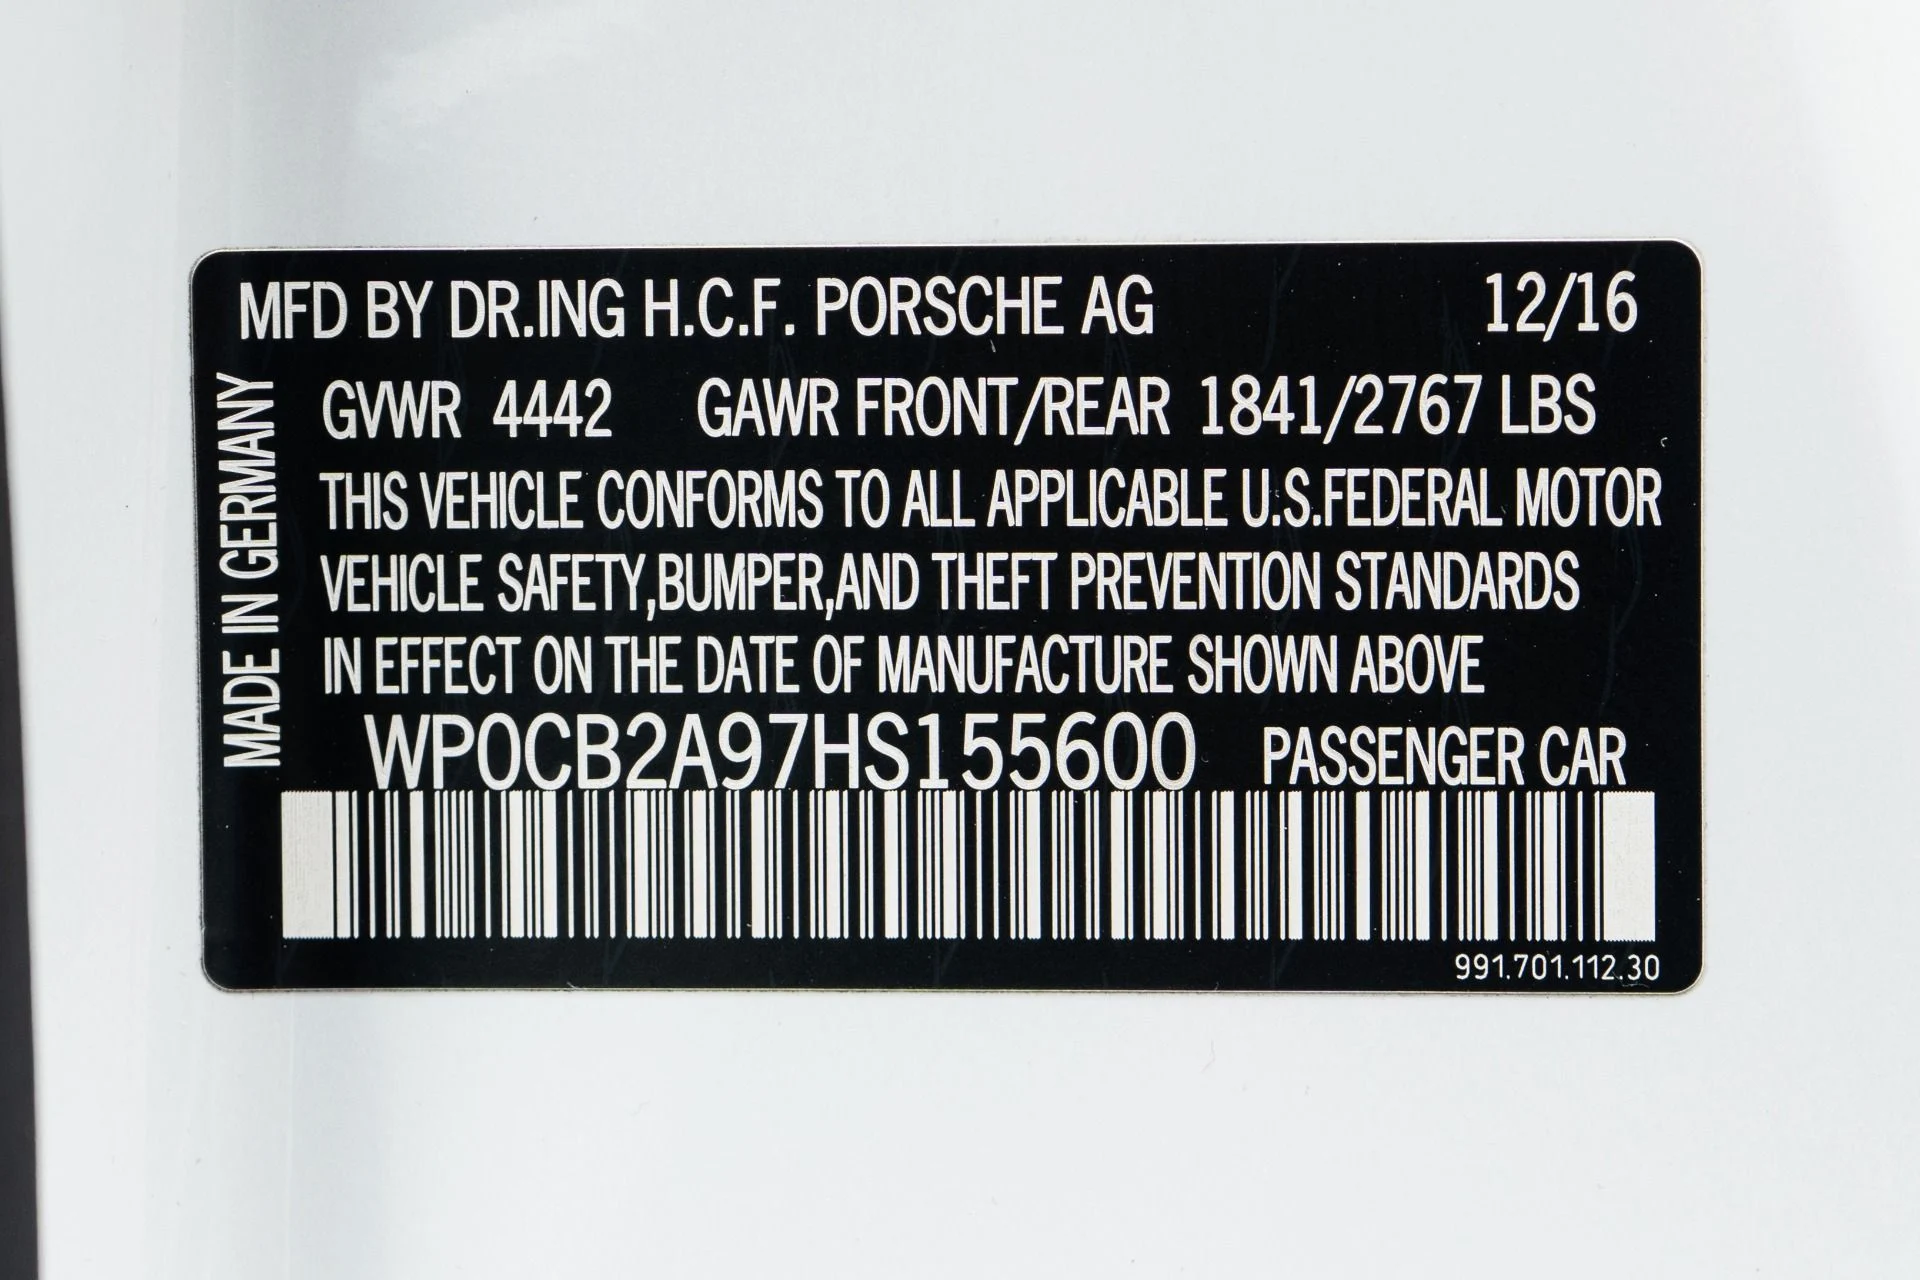 MFD BY DR.ING H.C.F. PORSCHE AG 12/16
MADE IN GERMANY
GVWR 4442 GAWR FRONT/REAR 1841/2767 LBS
THIS VEHICLE CONFORMS TO ALL APPLICABLE U.S.FEDERAL MOTOR
VEHICLE SAFETY,BUMPER,AND THEFT PREVENTION STANDARDS
IN EFFECT ON THE DATE OF MANUFACTURE SHOWN ABOVE
WP0CB2A97HS155600 PASSENGER CAR
991.701.112.30